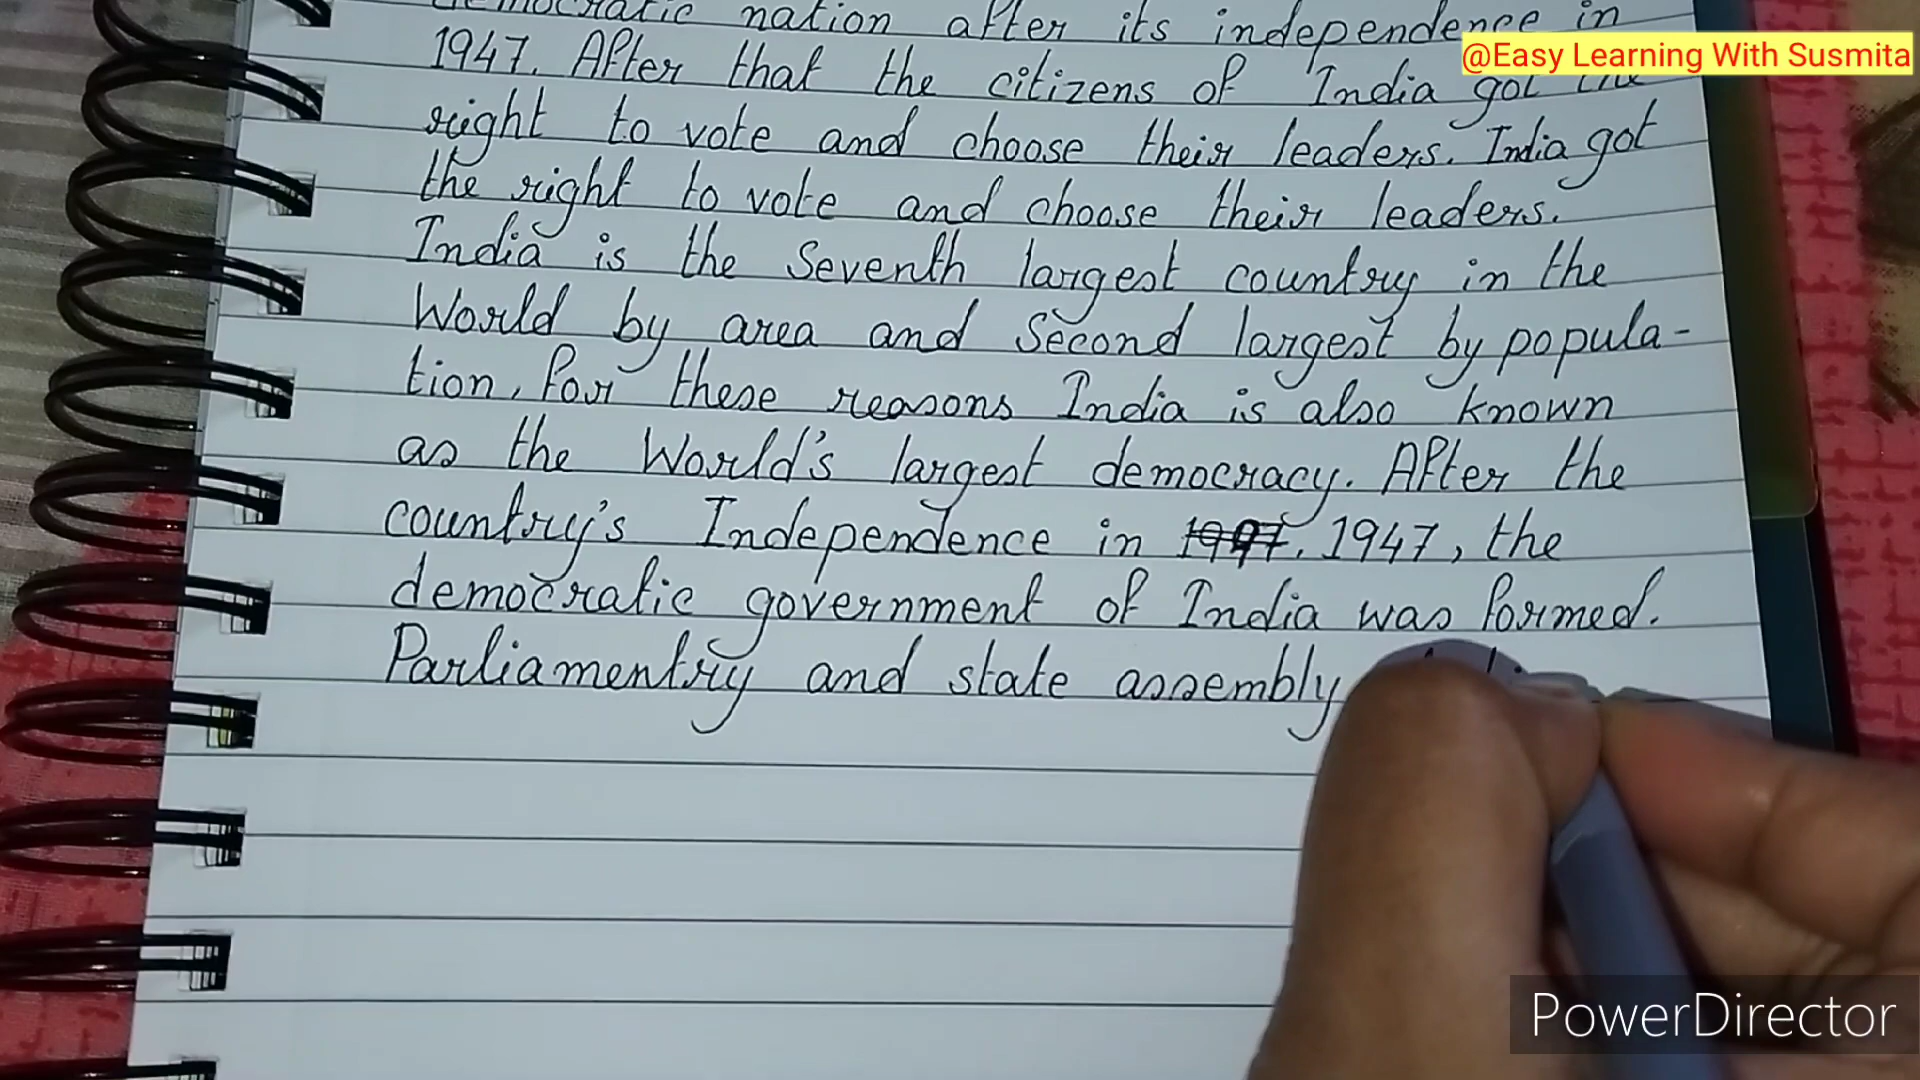 democratic nation after its independence in
@Easy Learning With Susmita
1947. After that the citizens of India got the
right to vote and choose their leaders. India got
the right to vote and choose their leaders.
India is the Seventh largest country in the
World by area and Second largest by popula-
tion, for these reasons India is also known
as the World's largest democracy. After the
country's Independence in 1997. 1947, the
democratic government of India was formed.
Parliamentry and state assembly
PowerDirector